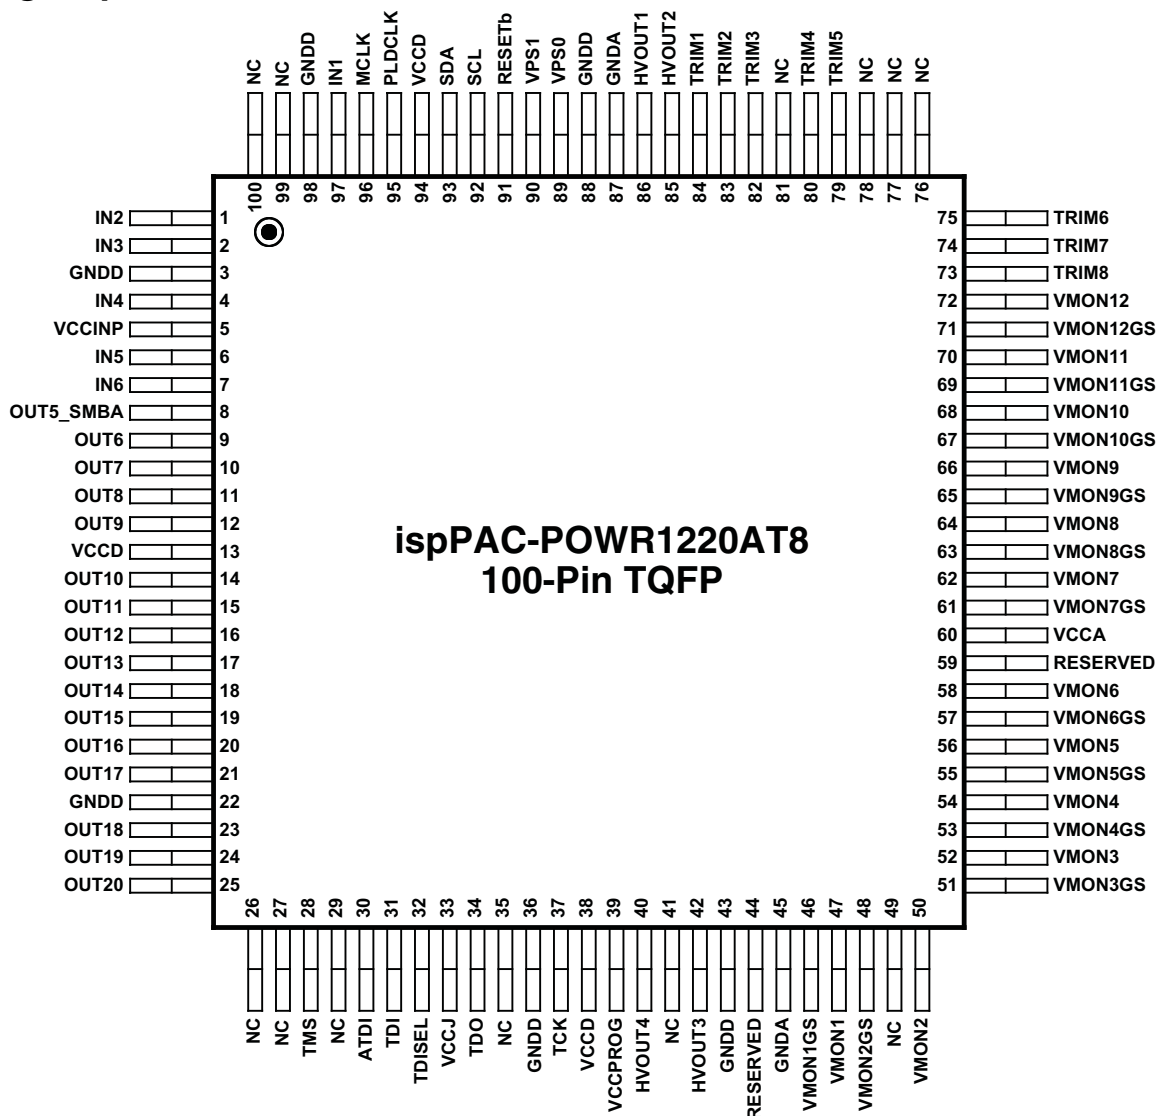 NC
NC
GNDD
IN1
MCLK
PLDCLK
VCCD
SDA
SCL
RESETb
VPS1
VPS0
GNDD
GNDA
HVOUT1
HVOUT2
TRIM1
TRIM2
TRIM3
NC
TRIM4
TRIM5
NC
NC
NC
100
99
98
97
96
95
94
93
92
91
90
89
88
87
86
85
84
83
82
81
80
79
78
77
76
IN2 1
IN3 2
GNDD 3
IN4 4
VCCINP 5
IN5 6
IN6 7
OUT5_SMBA 8
OUT6 9
OUT7 10
OUT8 11
OUT9 12
VCCD 13
OUT10 14
OUT11 15
OUT12 16
OUT13 17
OUT14 18
OUT15 19
OUT16 20
OUT17 21
GNDD 22
OUT18 23
OUT19 24
OUT20 25
ispPAC-POWR1220AT8
100-Pin TQFP
75 TRIM6
74 TRIM7
73 TRIM8
72 VMON12
71 VMON12GS
70 VMON11
69 VMON11GS
68 VMON10
67 VMON10GS
66 VMON9
65 VMON9GS
64 VMON8
63 VMON8GS
62 VMON7
61 VMON7GS
60 VCCA
59 RESERVED
58 VMON6
57 VMON6GS
56 VMON5
55 VMON5GS
54 VMON4
53 VMON4GS
52 VMON3
51 VMON3GS
26
27
28
29
30
31
32
33
34
35
36
37
38
39
40
41
42
43
44
45
46
47
48
49
50
NC
NC
TMS
NC
ATDI
TDI
TDISEL
VCCJ
TDO
NC
GNDD
TCK
VCCD
VCCPROG
HVOUT4
NC
HVOUT3
GNDD
RESERVED
GNDA
VMON1GS
VMON1
VMON2GS
NC
VMON2